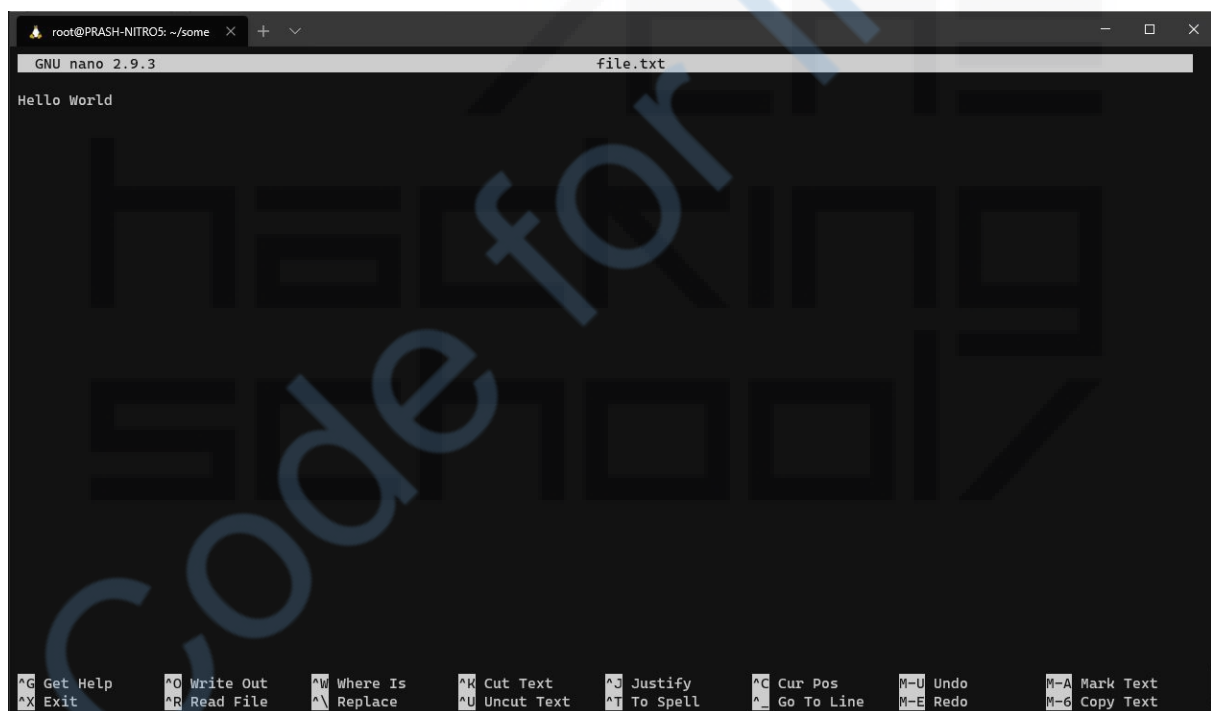 root@PRASH-NITRO5: ~/some
GNU nano 2.9.3 file.txt
Hello World
the
hacking
school/
Code for
^G Get Help ^O Write Out ^W Where Is ^K Cut Text ^J Justify ^C Cur Pos M-U Undo M-A Mark Text
^X Exit ^R Read File ^\ Replace ^U Uncut Text ^T To Spell ^_ Go To Line M-E Redo M-6 Copy Text